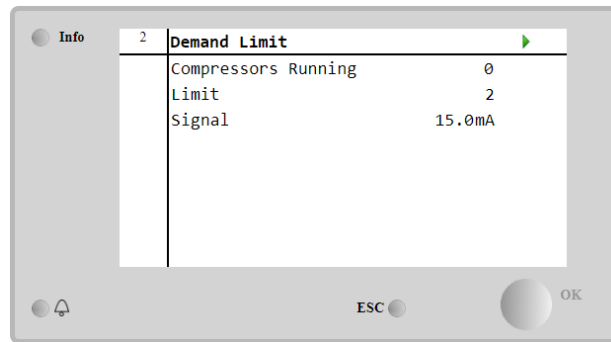 Info
2 Demand Limit
Compressors Running 0
Limit 2
Signal 15.0mA
ESC
OK